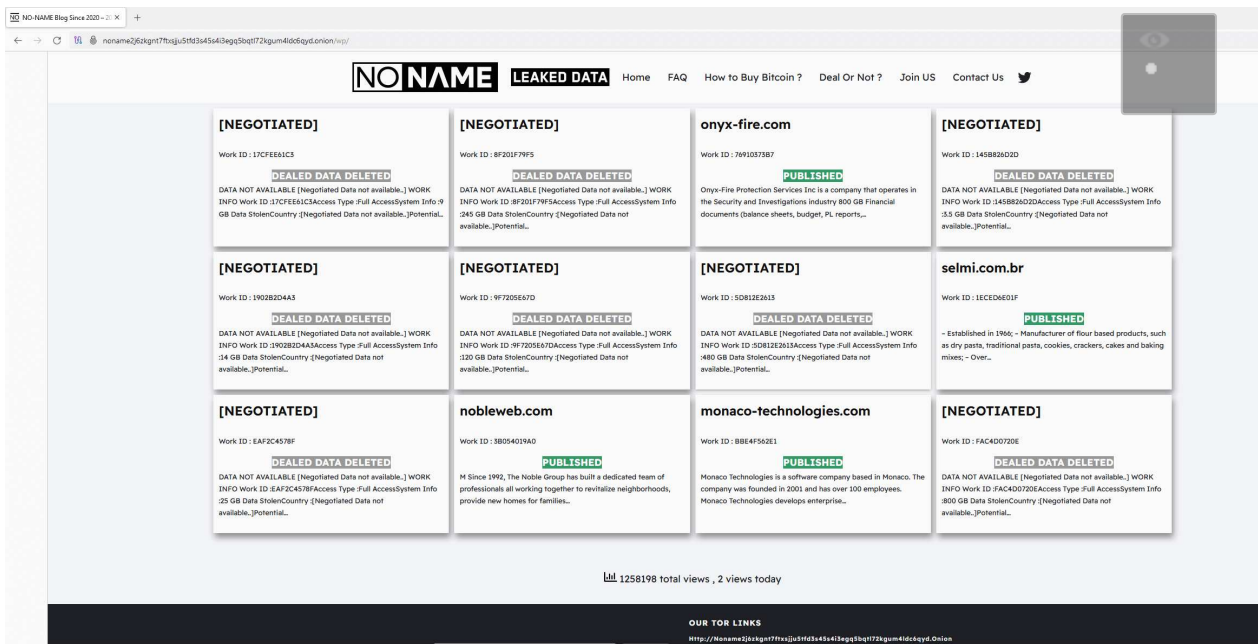 NO NO-NAME Blog Since 2020 – 2
noname2j6zkgnt7ftxsjju5tfd3s45s4i3egq5bqtl72kgum4ldc6qyd.onion/wp/
NONAME LEAKED DATA Home FAQ How to Buy Bitcoin ? Deal Or Not ? Join US Contact Us
[NEGOTIATED]
Work ID : 17CFEE61C3
DEALED DATA DELETED
DATA NOT AVAILABLE [Negotiated Data not available..] WORK
INFO Work ID :17CFEE61C3Access Type :Full AccessSystem Info :9
GB Data StolenCountry :[Negotiated Data not available..]Potential...
[NEGOTIATED]
Work ID : 8F201F79F5
DEALED DATA DELETED
DATA NOT AVAILABLE [Negotiated Data not available..] WORK
INFO Work ID :8F201F79F5Access Type :Full AccessSystem Info
:245 GB Data StolenCountry :[Negotiated Data not
available..]Potential...
onyx-fire.com
Work ID : 76910373B7
PUBLISHED
Onyx-Fire Protection Services Inc is a company that operates in
the Security and Investigations industry 800 GB Financial
documents (balance sheets, budget, PL reports,...
[NEGOTIATED]
Work ID : 145B826D2D
DEALED DATA DELETED
DATA NOT AVAILABLE [Negotiated Data not available..] WORK
INFO Work ID :145B826D2DAccess Type :Full AccessSystem Info
:3.5 GB Data StolenCountry :[Negotiated Data not
available..]Potential...
[NEGOTIATED]
Work ID : 1902B2D4A3
DEALED DATA DELETED
DATA NOT AVAILABLE [Negotiated Data not available..] WORK
INFO Work ID :1902B2D4A3Access Type :Full AccessSystem Info
:14 GB Data StolenCountry :[Negotiated Data not
available..]Potential...
[NEGOTIATED]
Work ID : 9F7205E67D
DEALED DATA DELETED
DATA NOT AVAILABLE [Negotiated Data not available..] WORK
INFO Work ID :9F7205E67DAccess Type :Full AccessSystem Info
:120 GB Data StolenCountry :[Negotiated Data not
available..]Potential...
[NEGOTIATED]
Work ID : 5D812E2613
DEALED DATA DELETED
DATA NOT AVAILABLE [Negotiated Data not available..] WORK
INFO Work ID :5D812E2613Access Type :Full AccessSystem Info
:480 GB Data StolenCountry :[Negotiated Data not
available..]Potential...
selmi.com.br
Work ID : 1ECED6E01F
PUBLISHED
– Established in 1966; – Manufacturer of flour based products, such
as dry pasta, traditional pasta, cookies, crackers, cakes and baking
mixes; – Over...
[NEGOTIATED]
Work ID : EAF2C4578F
DEALED DATA DELETED
DATA NOT AVAILABLE [Negotiated Data not available..] WORK
INFO Work ID :EAF2C4578FAccess Type :Full AccessSystem Info
:25 GB Data StolenCountry :[Negotiated Data not
available..]Potential...
nobleweb.com
Work ID : 3B054019A0
PUBLISHED
M Since 1992, The Noble Group has built a dedicated team of
professionals all working together to revitalize neighborhoods,
provide new homes for families...
monaco-technologies.com
Work ID : BBE4F562E1
PUBLISHED
Monaco Technologies is a software company based in Monaco. The
company was founded in 2001 and has over 100 employees.
Monaco Technologies develops enterprise...
[NEGOTIATED]
Work ID : FAC4D0720E
DEALED DATA DELETED
DATA NOT AVAILABLE [Negotiated Data not available..] WORK
INFO Work ID :FAC4D0720EAccess Type :Full AccessSystem Info
:800 GB Data StolenCountry :[Negotiated Data not
available..]Potential...
1258198 total views , 2 views today
OUR TOR LINKS
Http://Noname2j6zkgnt7ftxsjju5tfd3s45s4i3egq5bqtl72kgum4ldc6qyd.Onion